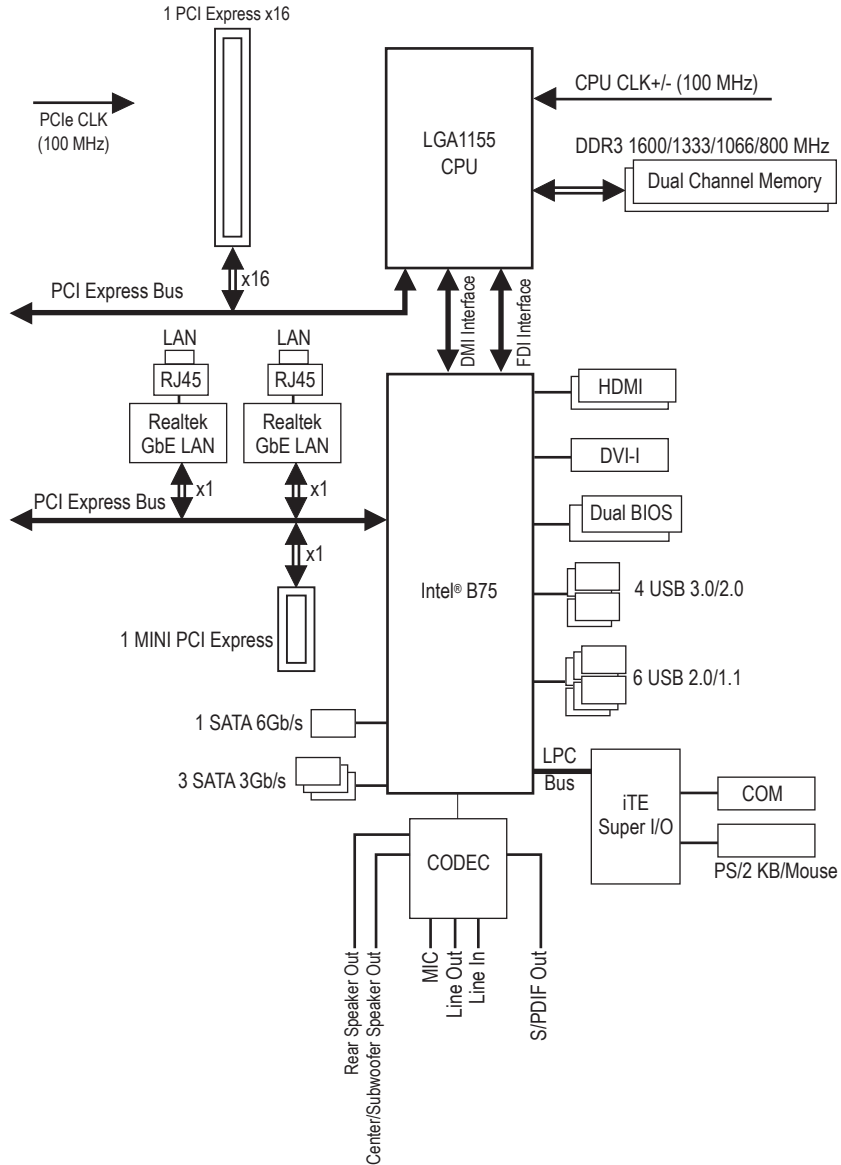 1 PCI Express x16
PCIe CLK
(100 MHz)
LGA1155
CPU
CPU CLK+/- (100 MHz)
DDR3 1600/1333/1066/800 MHz
Dual Channel Memory
x16
PCI Express Bus
DMI Interface
FDI Interface
LAN
LAN
RJ45
RJ45
Realtek
GbE LAN
Realtek
GbE LAN
x1
x1
PCI Express Bus
x1
1 MINI PCI Express
Intel® B75
HDMI
DVI-I
Dual BIOS
4 USB 3.0/2.0
6 USB 2.0/1.1
1 SATA 6Gb/s
3 SATA 3Gb/s
LPC
Bus
iTE
Super I/O
COM
PS/2 KB/Mouse
CODEC
Rear Speaker Out
Center/Subwoofer Speaker Out
MIC
Line Out
Line In
S/PDIF Out